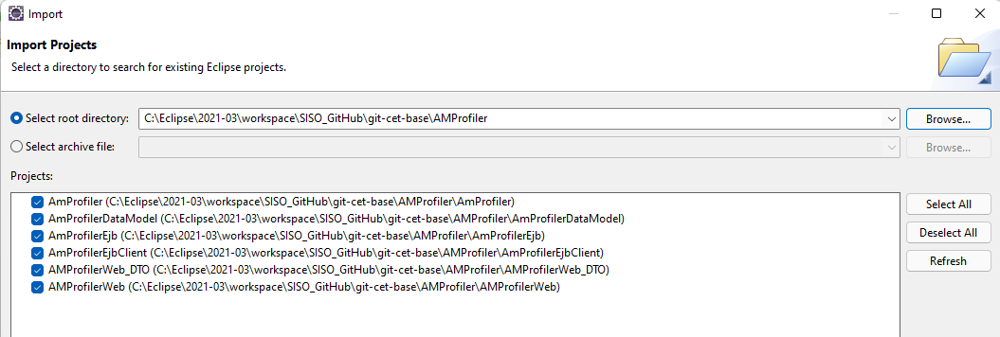 Import
Import Projects
Select a directory to search for existing Eclipse projects.
Select root directory: C:\Eclipse\2021-03\workspace\SISO_GitHub\git-cet-base\AMProfiler Browse...
Select archive file: Browse...
Projects:
AmProfiler (C:\Eclipse\2021-03\workspace\SISO_GitHub\git-cet-base\AMProfiler\AmProfiler) Select All
AmProfilerDataModel (C:\Eclipse\2021-03\workspace\SISO_GitHub\git-cet-base\AMProfiler\AmProfilerDataModel)
AmProfilerEjb (C:\Eclipse\2021-03\workspace\SISO_GitHub\git-cet-base\AMProfiler\AmProfilerEjb) Deselect All
AmProfilerEjbClient (C:\Eclipse\2021-03\workspace\SISO_GitHub\git-cet-base\AMProfiler\AmProfilerEjbClient) Refresh
AMProfilerWeb_DTO (C:\Eclipse\2021-03\workspace\SISO_GitHub\git-cet-base\AMProfiler\AMProfilerWeb_DTO)
AMProfilerWeb (C:\Eclipse\2021-03\workspace\SISO_GitHub\git-cet-base\AMProfiler\AMProfilerWeb)